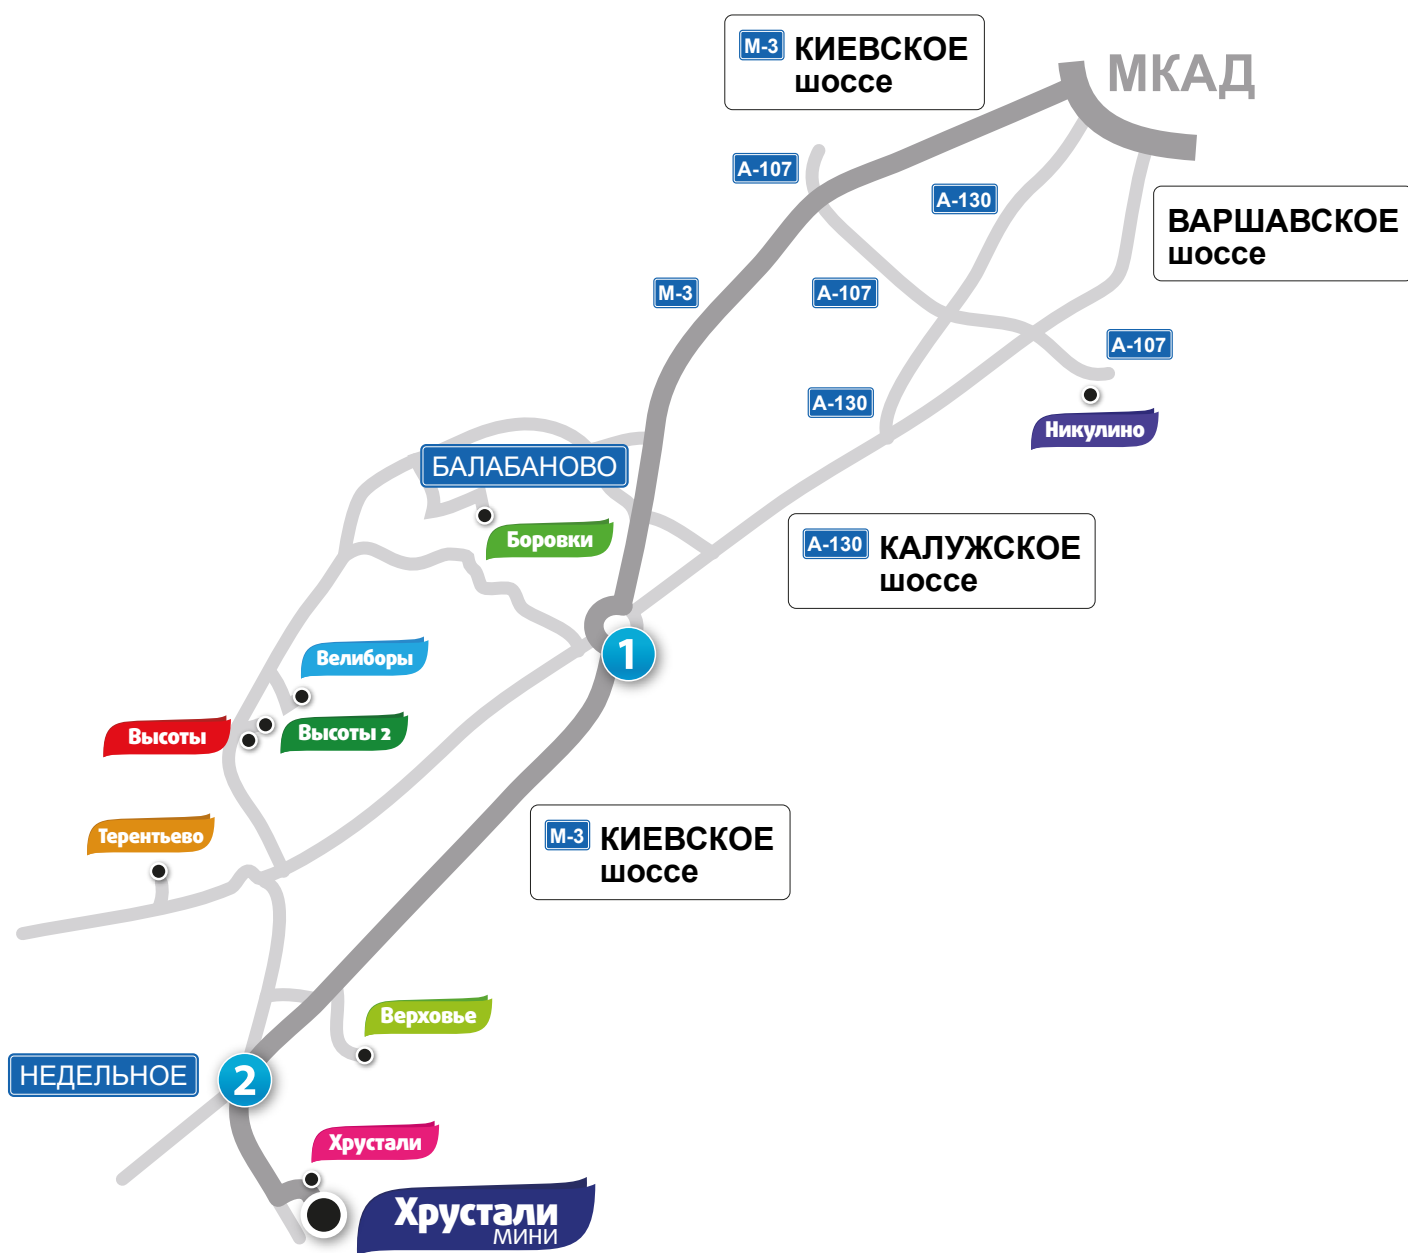 М-3 КИЕВСКОЕ
шоссе
МКАД
А-107
А-130
ВАРШАВСКОЕ
шоссе
М-3
А-107
А-107
А-130
Никулино
БАЛАБАНОВО
Боровки
А-130 КАЛУЖСКОЕ
шоссе
1
Велиборы
Высоты
Высоты 2
М-3 КИЕВСКОЕ
шоссе
Терентьево
Верховье
НЕДЕЛЬНОЕ
2
Хрустали
Хрустали
МИНИ